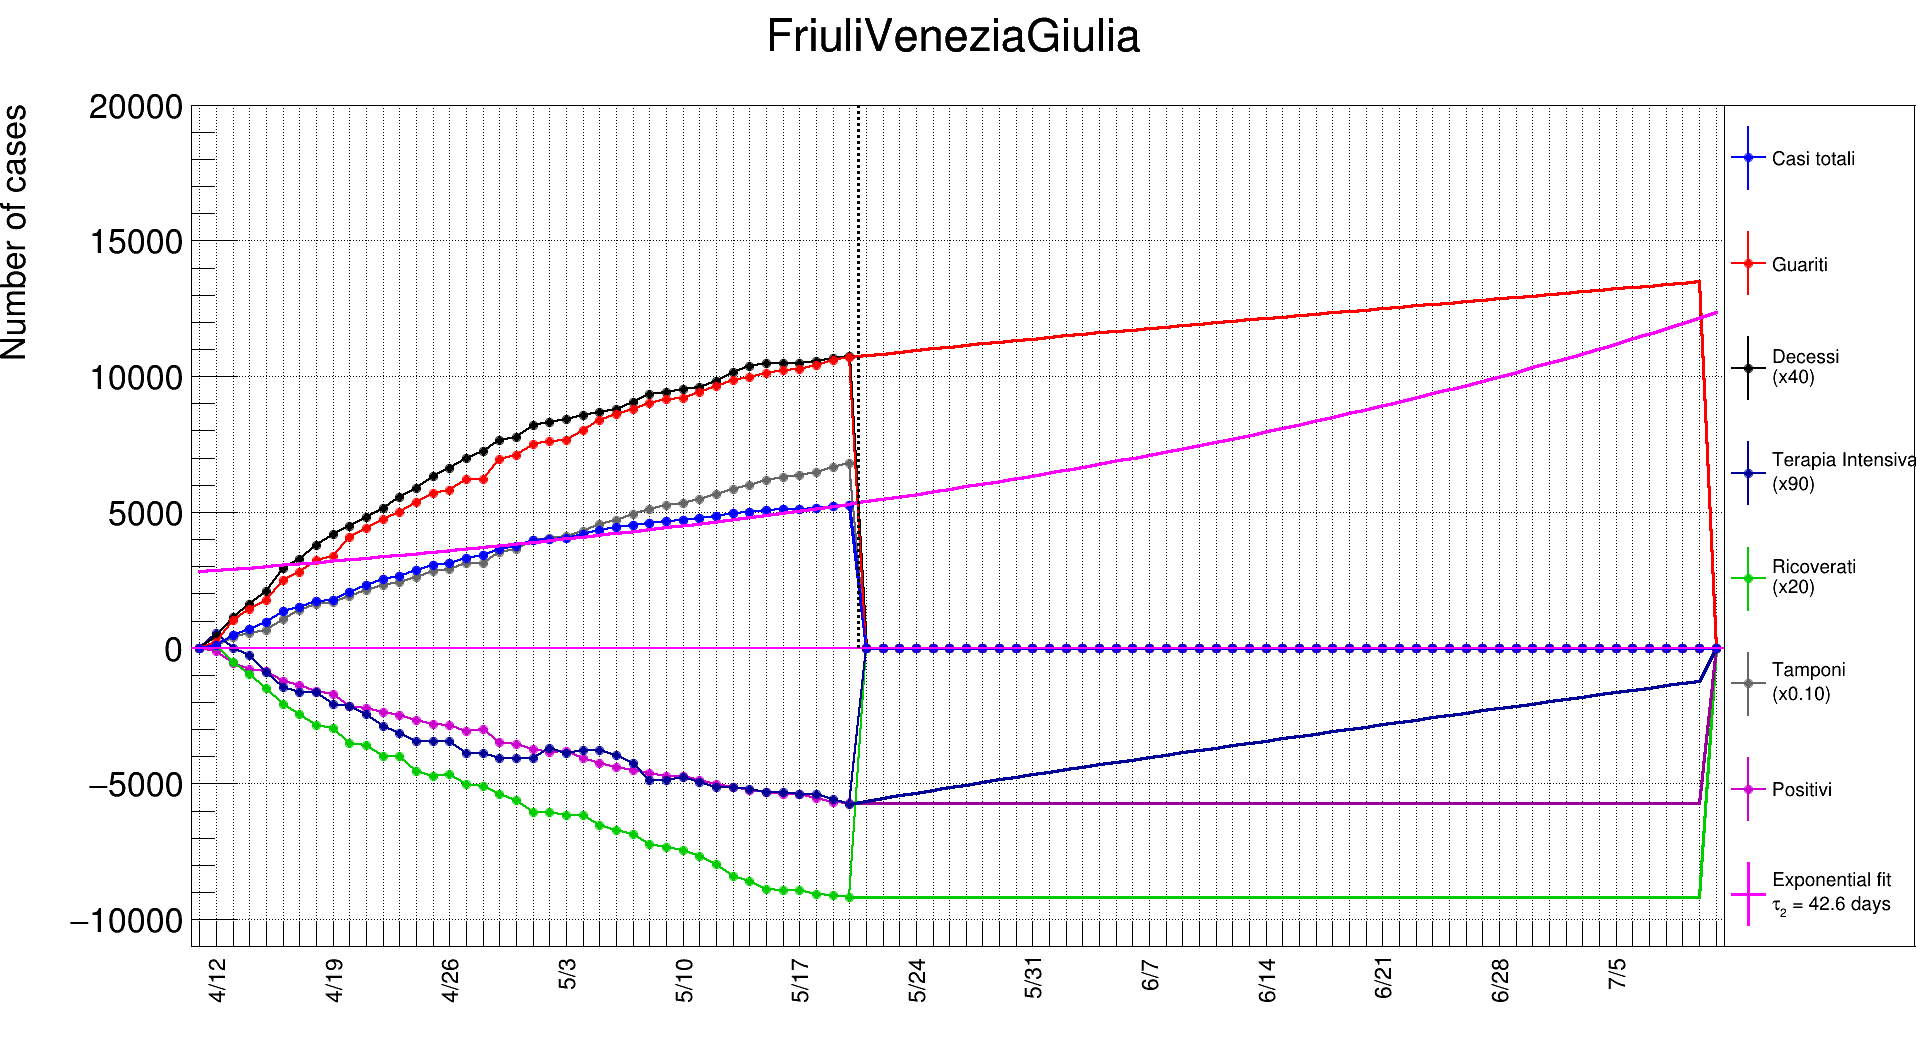 FriuliVeneziaGiulia
Number of cases
20000
15000
10000
5000
0
−5000
−10000
4/12
4/19
4/26
5/3
5/10
5/17
5/24
5/31
6/7
6/14
6/21
6/28
7/5
Casi totali
Guariti
Decessi
(x40)
Terapia Intensiva
(x90)
Ricoverati
(x20)
Tamponi
(x0.10)
Positivi
Exponential fit
τ2 = 42.6 days